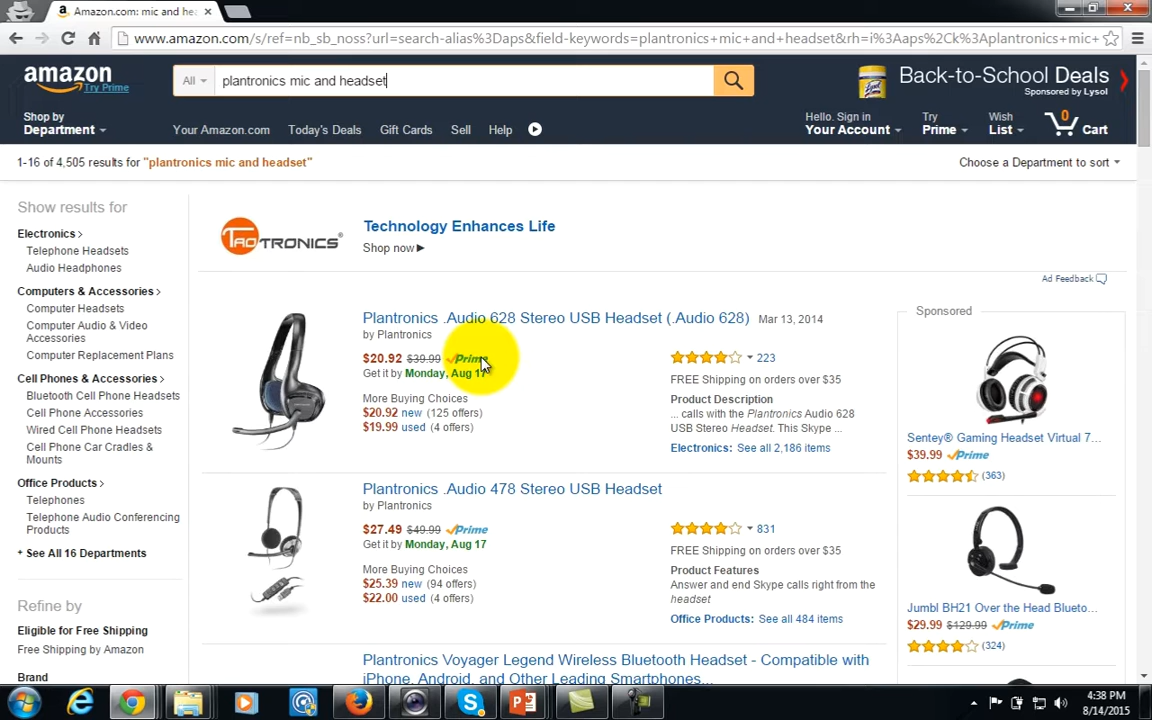 Amazon.com: mic and he
www.amazon.com/s/ref=nb_sb_noss?url=search-alias%3Daps&field-keywords=plantronics+mic+and+headset&rh=i%3Aaps%2Ck%3Aplantronics+mic+
amazon
Try Prime
All
plantronics mic and headset
Back-to-School Deals
Sponsored by Lysol
Shop by
Department
Your Amazon.com
Today's Deals
Gift Cards
Sell
Help
Hello. Sign in
Your Account
Try
Prime
Wish
List
0
Cart
1-16 of 4,505 results for "plantronics mic and headset"
Choose a Department to sort
Show results for
Electronics
Telephone Headsets
Audio Headphones
Computers & Accessories
Computer Headsets
Computer Audio & Video
Accessories
Computer Replacement Plans
Cell Phones & Accessories
Bluetooth Cell Phone Headsets
Cell Phone Accessories
Wired Cell Phone Headsets
Cell Phone Car Cradles &
Mounts
Office Products
Telephones
Telephone Audio Conferencing
Products
+ See All 16 Departments
Refine by
Eligible for Free Shipping
Free Shipping by Amazon
Brand
TAOTRONICS
Technology Enhances Life
Shop now
Ad Feedback
Plantronics .Audio 628 Stereo USB Headset (.Audio 628) Mar 13, 2014
by Plantronics
$20.92 $39.99 Prime
Get it by Monday, Aug 17
More Buying Choices
$20.92 new (125 offers)
$19.99 used (4 offers)
223
FREE Shipping on orders over $35
Product Description
... calls with the Plantronics Audio 628
USB Stereo Headset. This Skype ...
Electronics: See all 2,186 items
Plantronics .Audio 478 Stereo USB Headset
by Plantronics
$27.49 $49.99 Prime
Get it by Monday, Aug 17
More Buying Choices
$25.39 new (94 offers)
$22.00 used (4 offers)
831
FREE Shipping on orders over $35
Product Features
Answer and end Skype calls right from the
headset
Office Products: See all 484 items
Plantronics Voyager Legend Wireless Bluetooth Headset - Compatible with
iPhone, Android, and Other Leading Smartphones...
Sponsored
Sentey® Gaming Headset Virtual 7...
$39.99 Prime
(363)
Jumbl BH21 Over the Head Blueto...
$29.99 $129.99 Prime
(324)
4:38 PM
8/14/2015